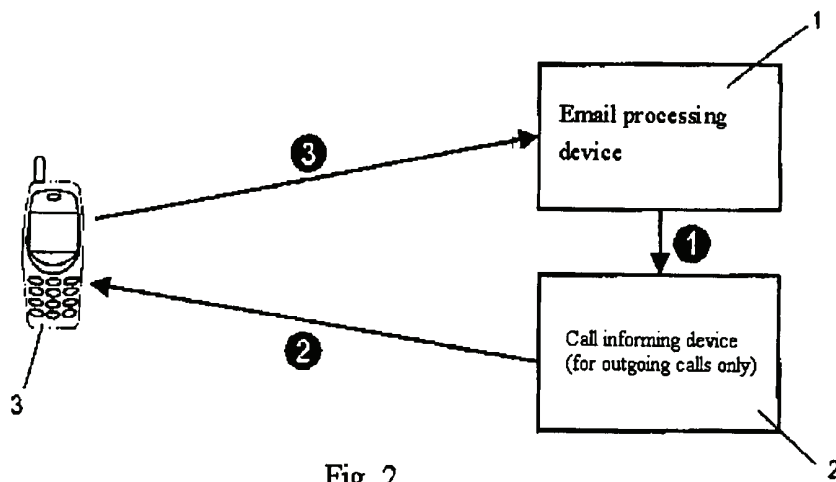 1
Email processing
device
3
1
Call informing device
(for outgoing calls only)
2
3
2
Fig. 2